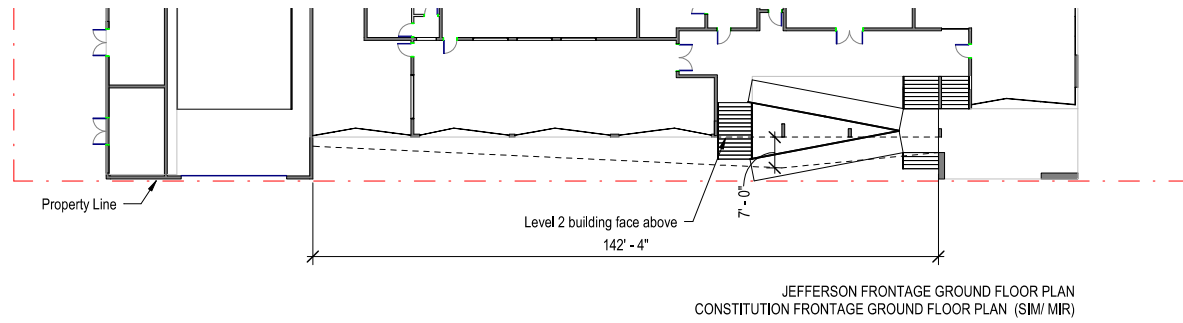 Property Line
Level 2 building face above
7' - 0"
142' - 4"
JEFFERSON FRONTAGE GROUND FLOOR PLAN
CONSTITUTION FRONTAGE GROUND FLOOR PLAN (SIM/ MIR)